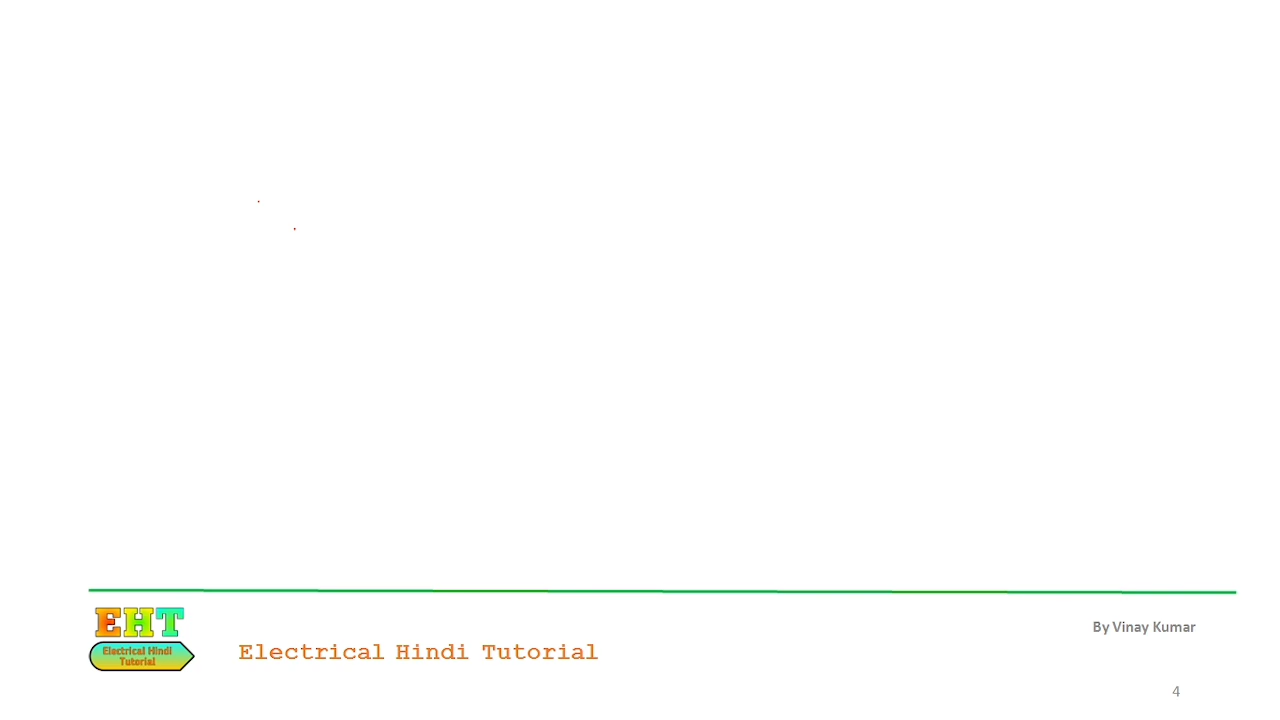 EHT
Electrical Hindi
Tutorial
Electrical Hindi Tutorial
By Vinay Kumar
4